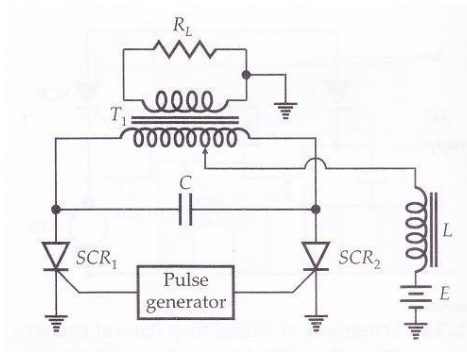 R_L
T_1
C
SCR_1
SCR_2
L
Pulse
generator
E